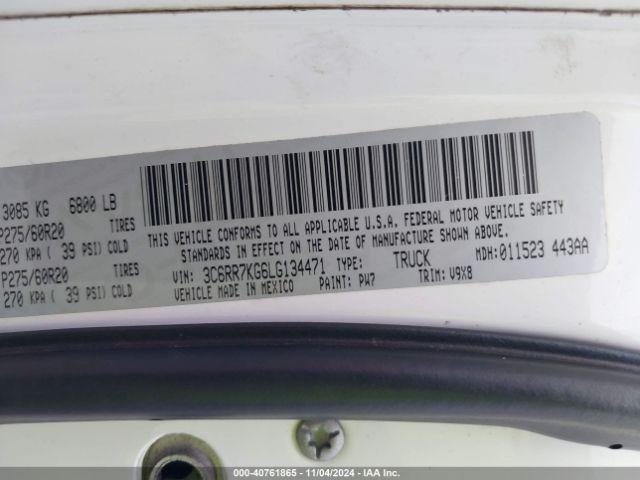 3085 KG 6800 LB
P275/60R20 TIRES
270 KPA ( 39 PSI) COLD
P275/60R20 TIRES
270 KPA ( 39 PSI) COLD
THIS VEHICLE CONFORMS TO ALL APPLICABLE U.S.A. FEDERAL MOTOR VEHICLE SAFETY
STANDARDS IN EFFECT ON THE DATE OF MANUFACTURE SHOWN ABOVE.
VIN: 3C6RR7KG6LG134471 TYPE: TRUCK MDH:011523 443AA
VEHICLE MADE IN MEXICO PAINT: PW7 TRIM: V9X8
000-40761865 - 11/04/2024 - IAA Inc.